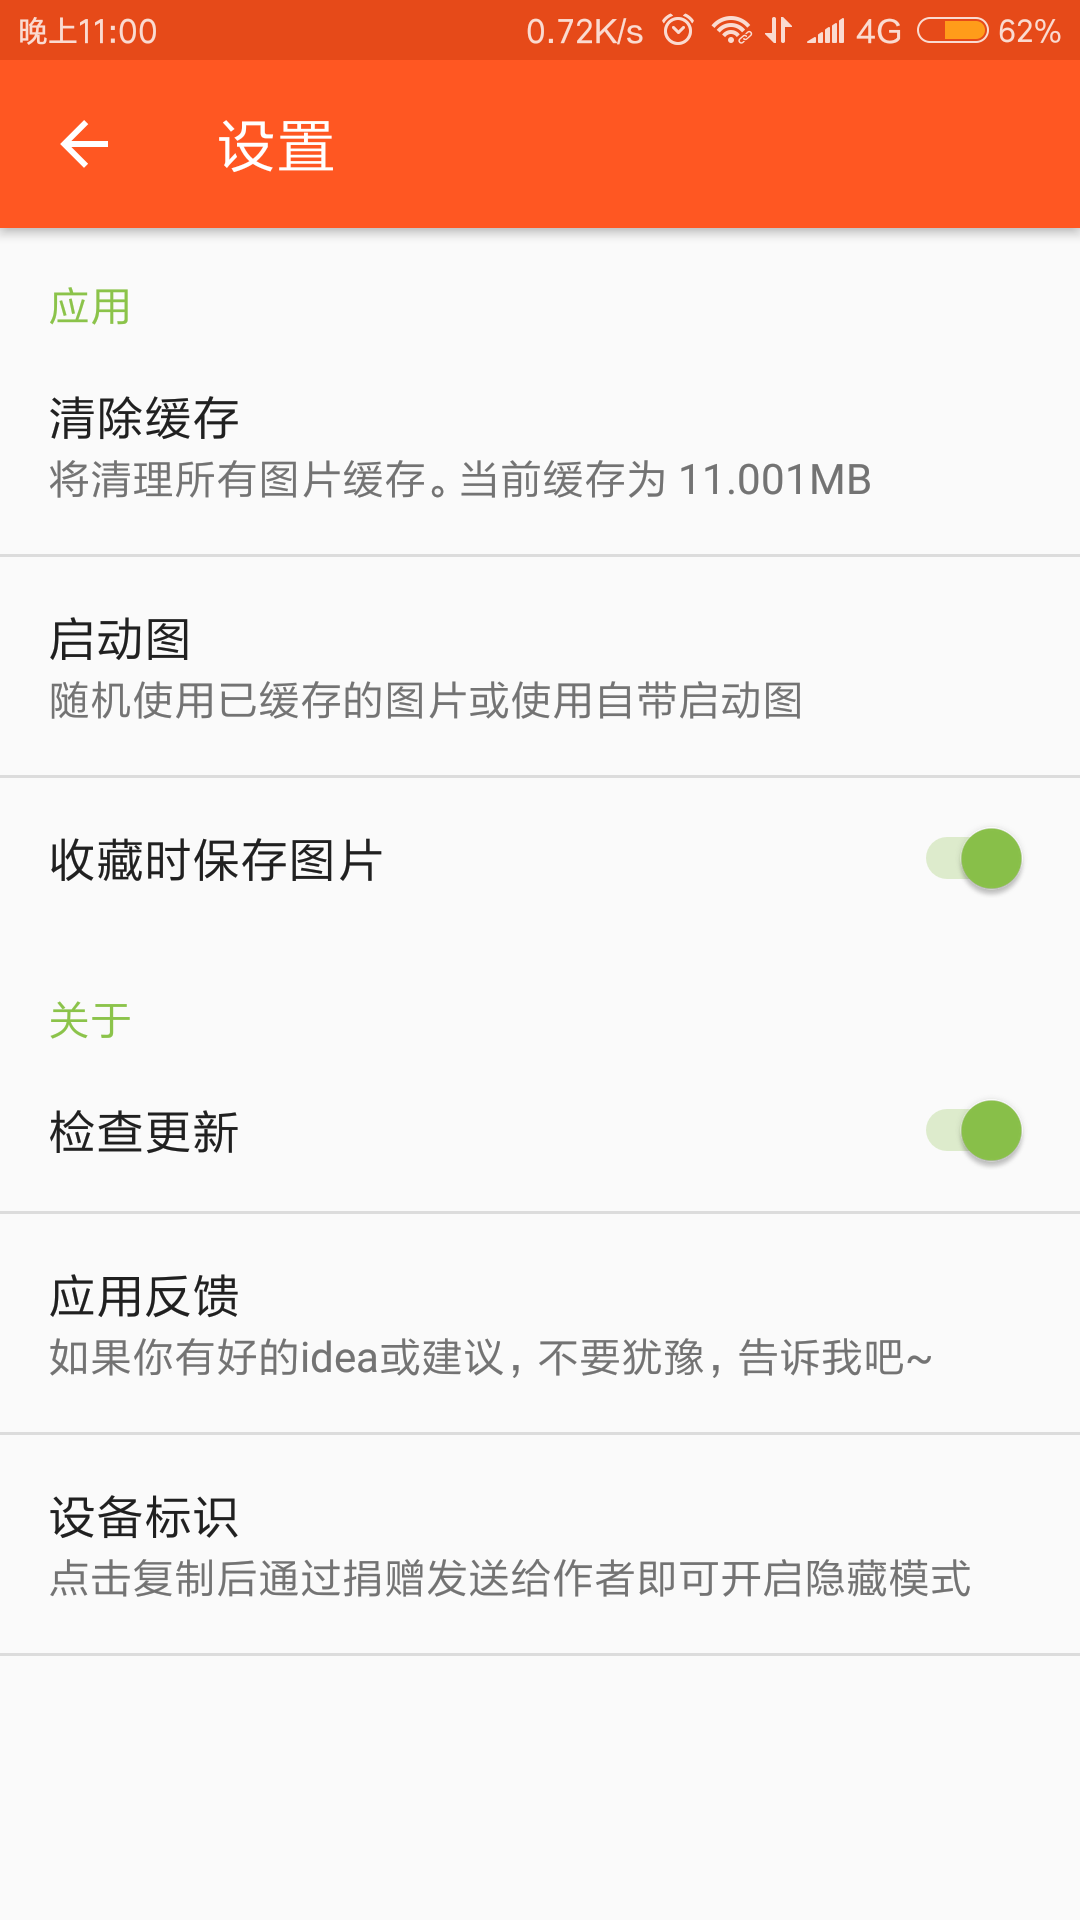 晚上11:00 0.72K/s 4G 62%
设置
应用
清除缓存
将清理所有图片缓存。当前缓存为 11.001MB
启动图
随机使用已缓存的图片或使用自带启动图
收藏时保存图片
关于
检查更新
应用反馈
如果你有好的idea或建议，不要犹豫，告诉我吧~
设备标识
点击复制后通过捐赠发送给作者即可开启隐藏模式